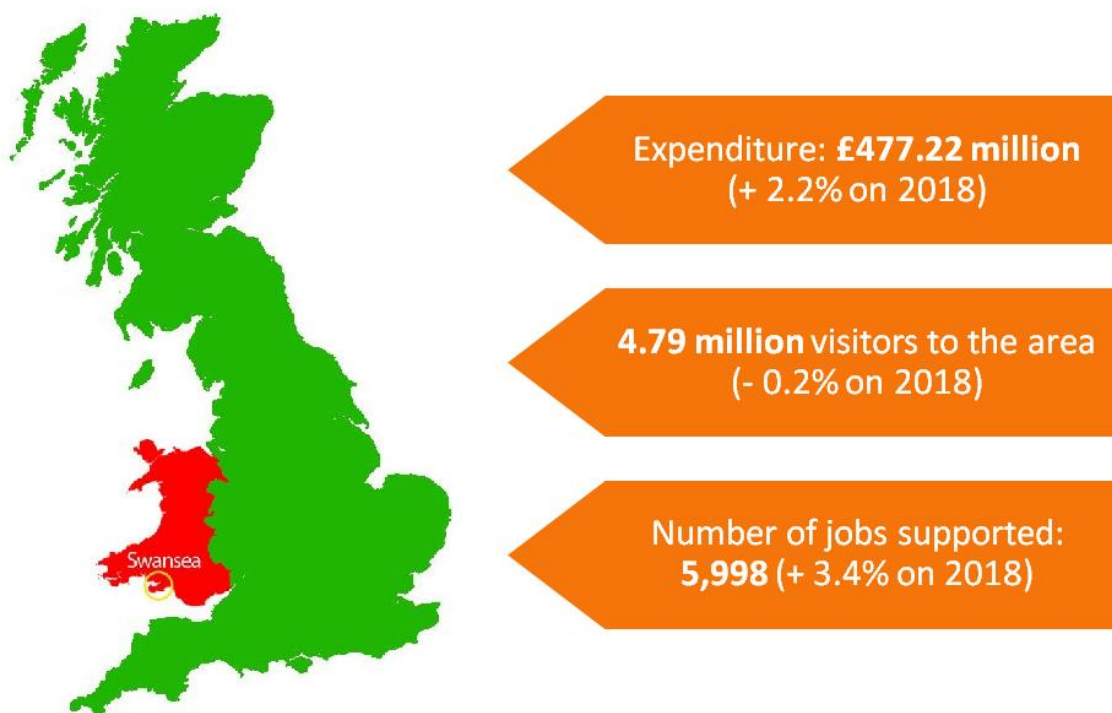 Expenditure: £477.22 million
(+ 2.2% on 2018)
4.79 million visitors to the area
(- 0.2% on 2018)
Number of jobs supported:
5,998 (+ 3.4% on 2018)
Swansea